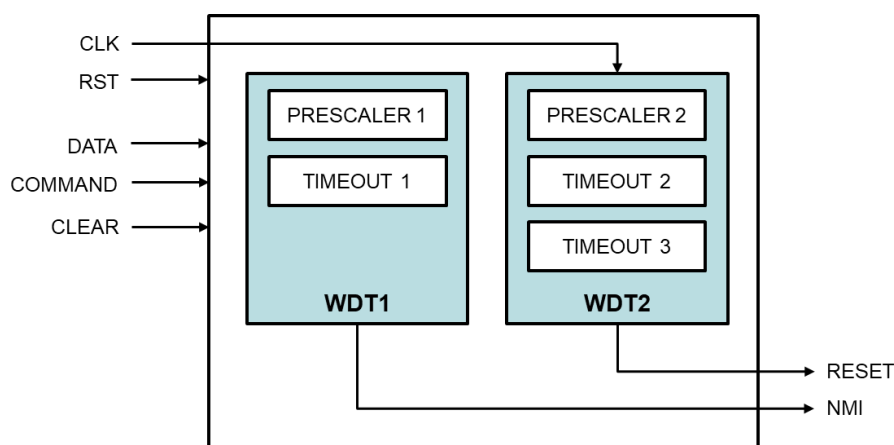 CLK
RST
DATA
COMMAND
CLEAR
PRESCALER 1
TIMEOUT 1
WDT1
PRESCALER 2
TIMEOUT 2
TIMEOUT 3
WDT2
RESET
NMI